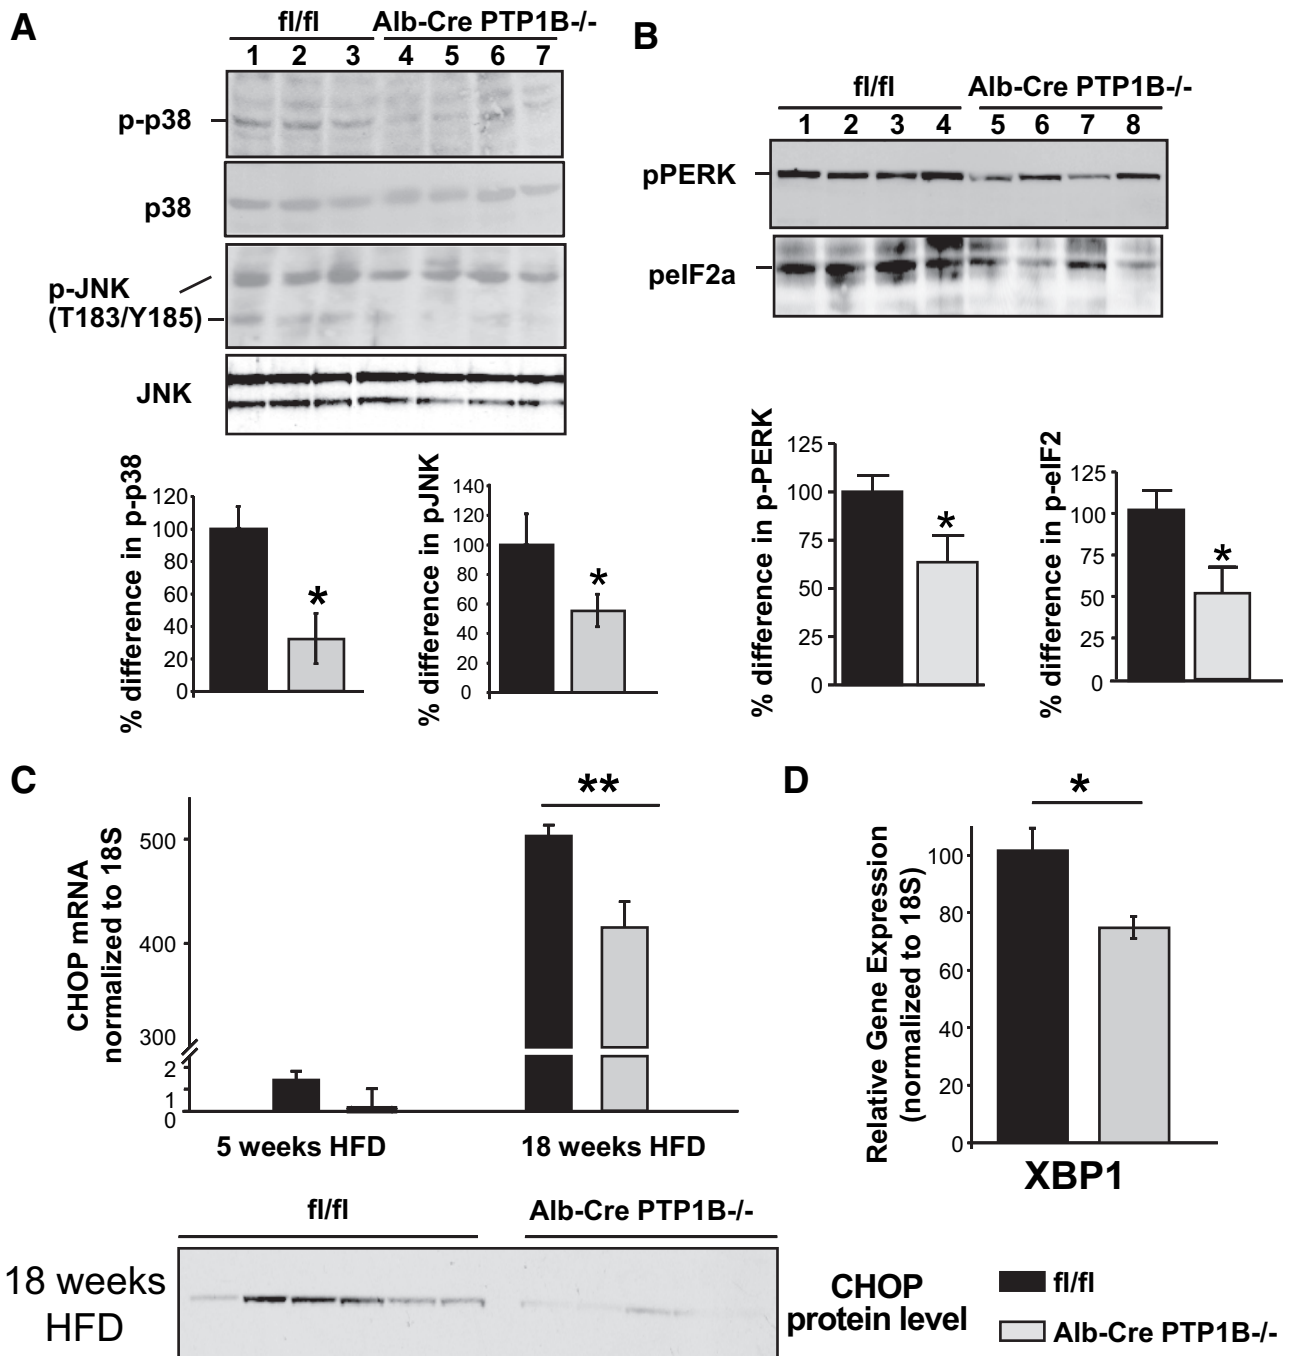 A
fl/fl
Alb-Cre PTP1B-/-
1 2 3 4 5 6 7
p-p38
p38
p-JNK
(T183/Y185)
JNK
% difference in p-p38
120
100
80
60
40
20
0
*
% difference in pJNK
140
120
100
80
60
40
20
0
*
B
fl/fl
Alb-Cre PTP1B-/-
1 2 3 4 5 6 7 8
pPERK
peIF2a
% difference in p-PERK
125
100
75
50
25
0
*
% difference in p-eIF2
125
100
75
50
25
0
*
C
CHOP mRNA
normalized to 18S
500
400
300
2
1
0
**
5 weeks HFD
18 weeks HFD
D
Relative Gene Expression
(normalized to 18S)
100
80
60
40
20
0
*
XBP1
fl/fl
Alb-Cre PTP1B-/-
18 weeks
HFD
CHOP
protein level
fl/fl
Alb-Cre PTP1B-/-